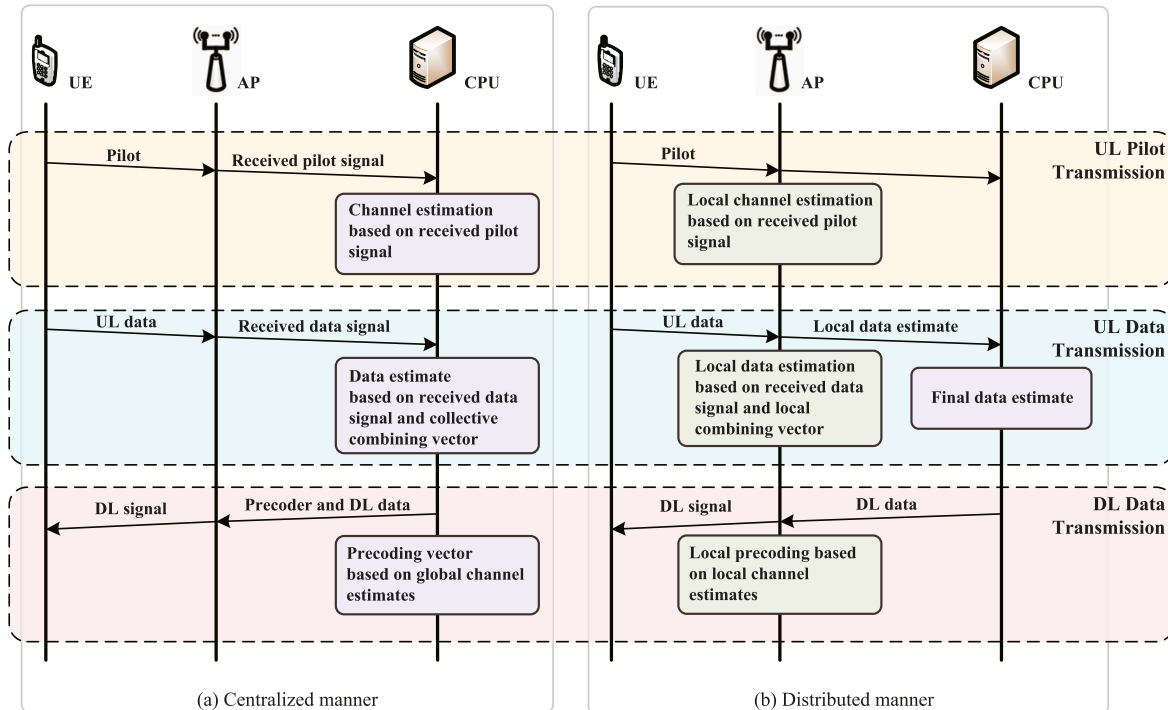 UE
AP
CPU
UE
AP
CPU
Pilot
Received pilot signal
Channel estimation
based on received pilot
signal
Pilot
Local channel estimation
based on received pilot
signal
UL Pilot
Transmission
UL data
Received data signal
Data estimate
based on received data
signal and collective
combining vector
UL data
Local data estimate
Local data estimation
based on received data
signal and local
combining vector
Final data estimate
UL Data
Transmission
DL signal
Precoder and DL data
Precoding vector
based on global channel
estimates
DL signal
DL data
Local precoding based
on local channel
estimates
DL Data
Transmission
(a) Centralized manner
(b) Distributed manner